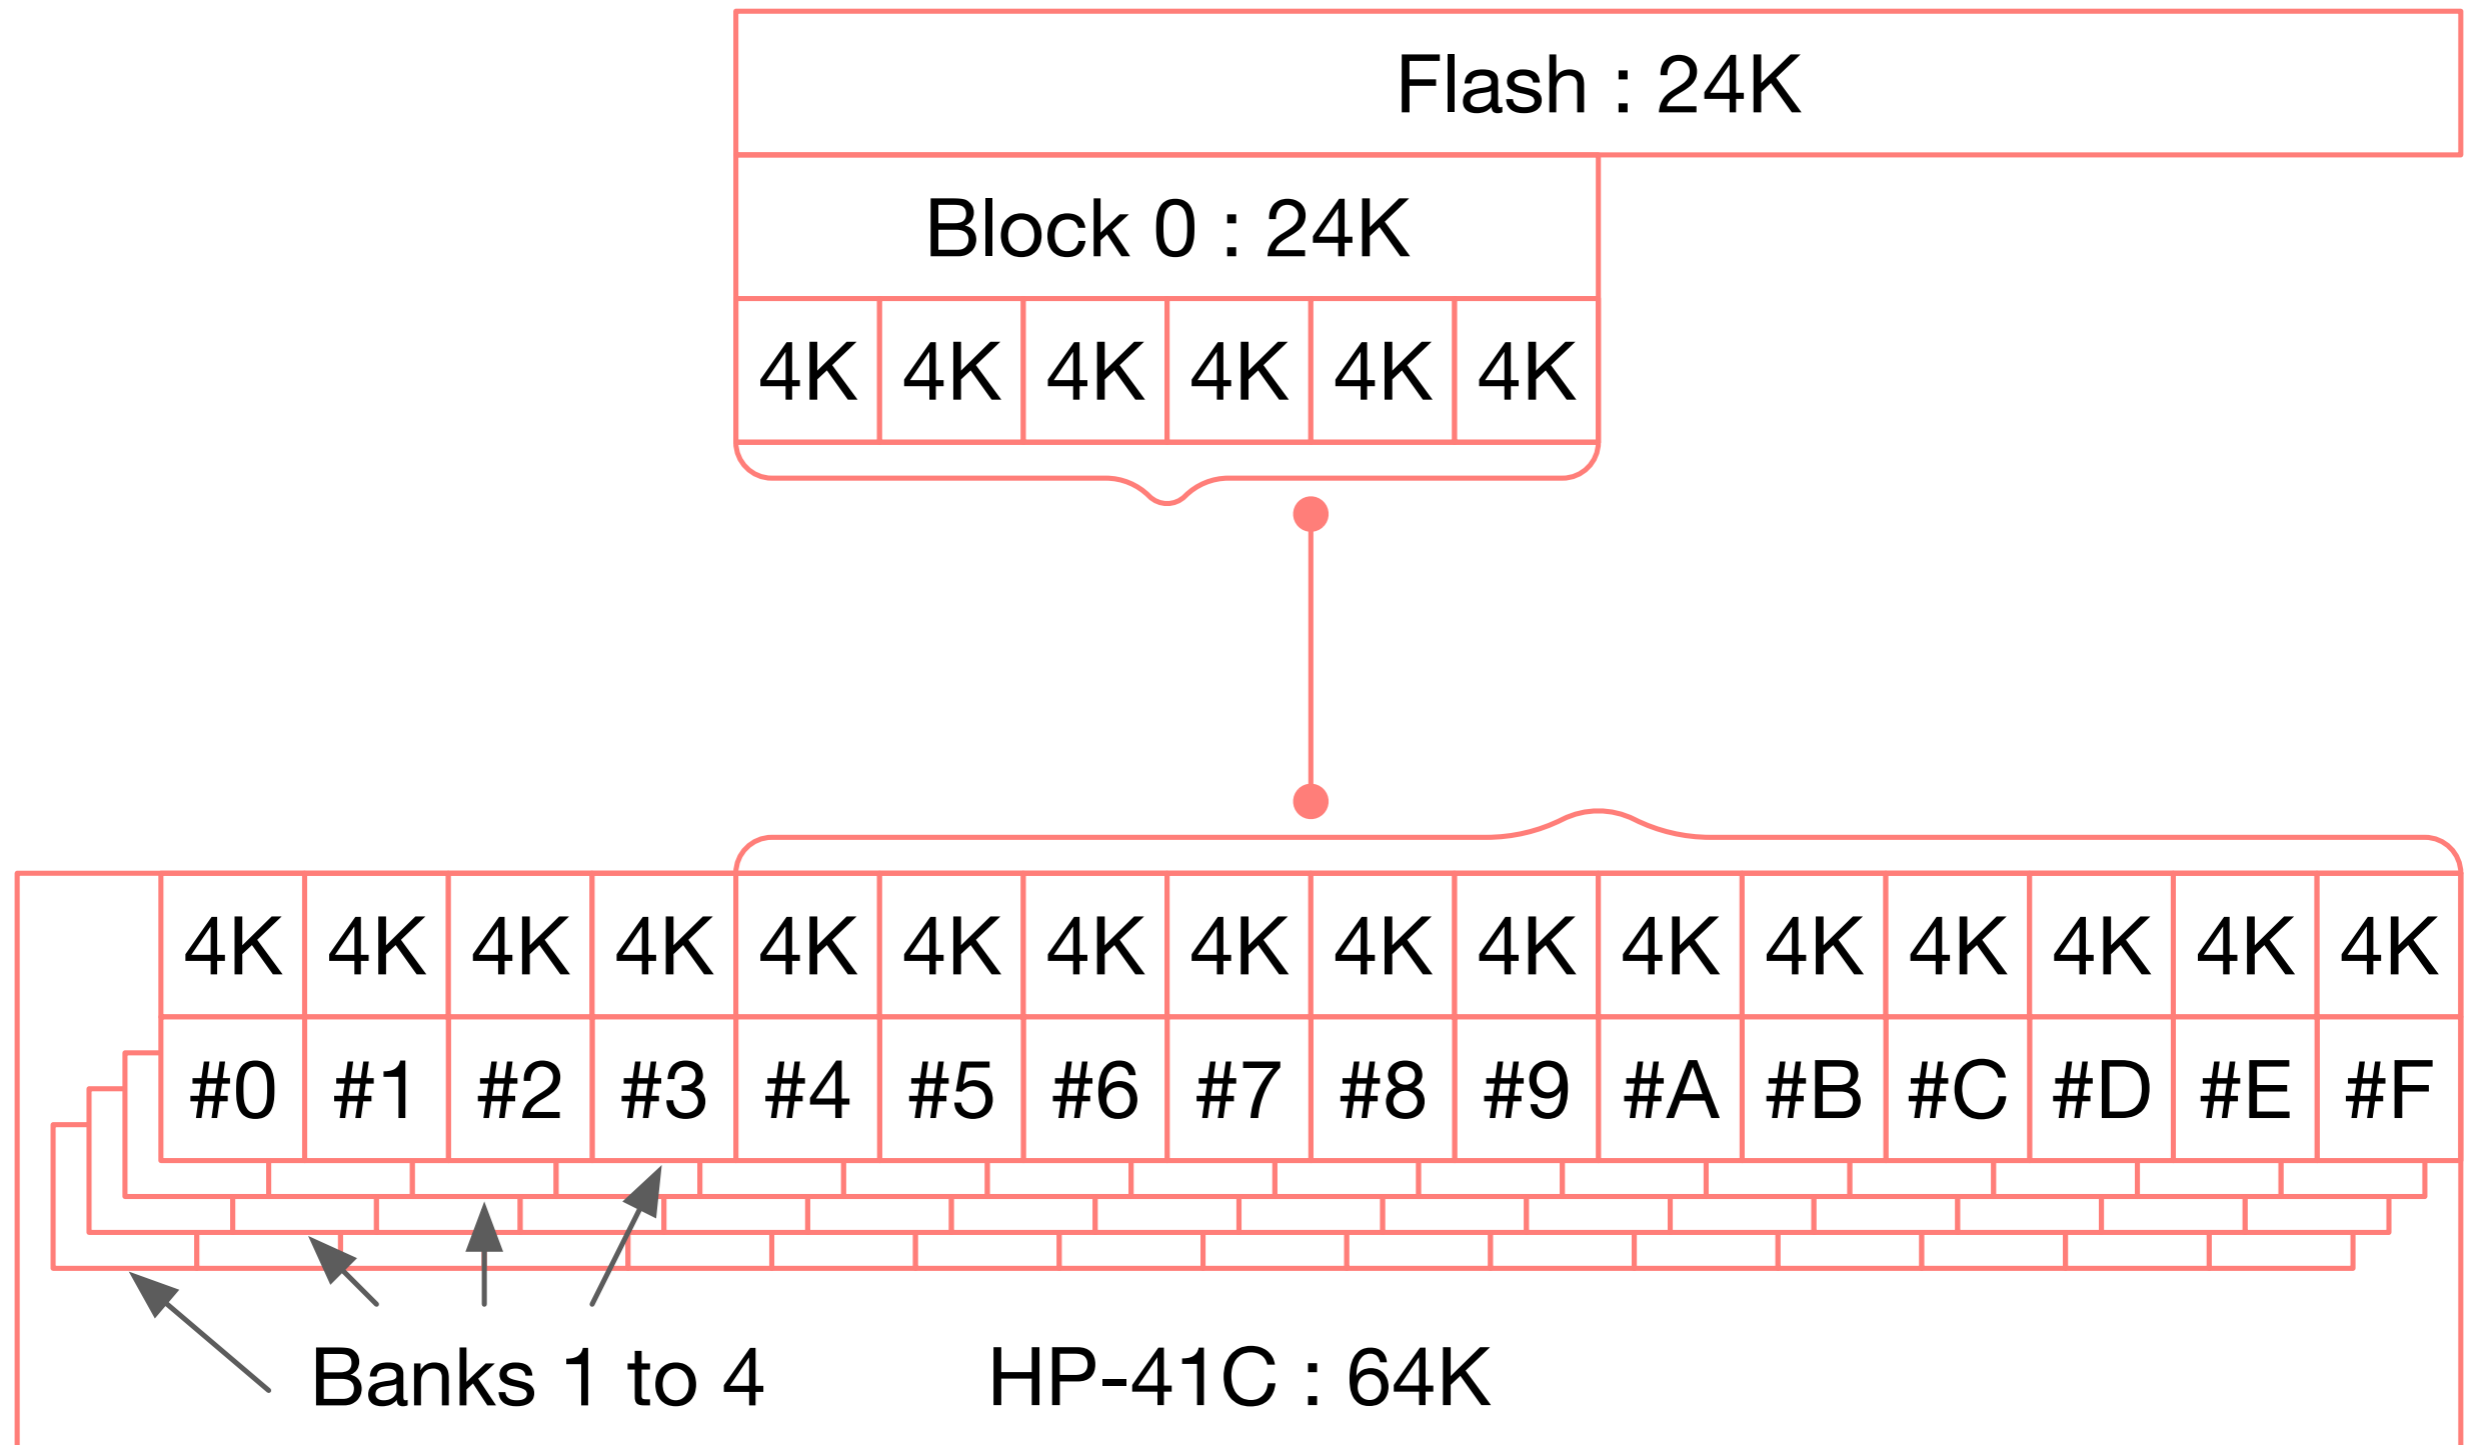 Flash : 24K
Block 0 : 24K
4K 4K 4K 4K 4K 4K
4K 4K 4K 4K 4K 4K 4K 4K 4K 4K 4K 4K 4K 4K 4K 4K
#0 #1 #2 #3 #4 #5 #6 #7 #8 #9 #A #B #C #D #E #F
Banks 1 to 4 HP-41C : 64K